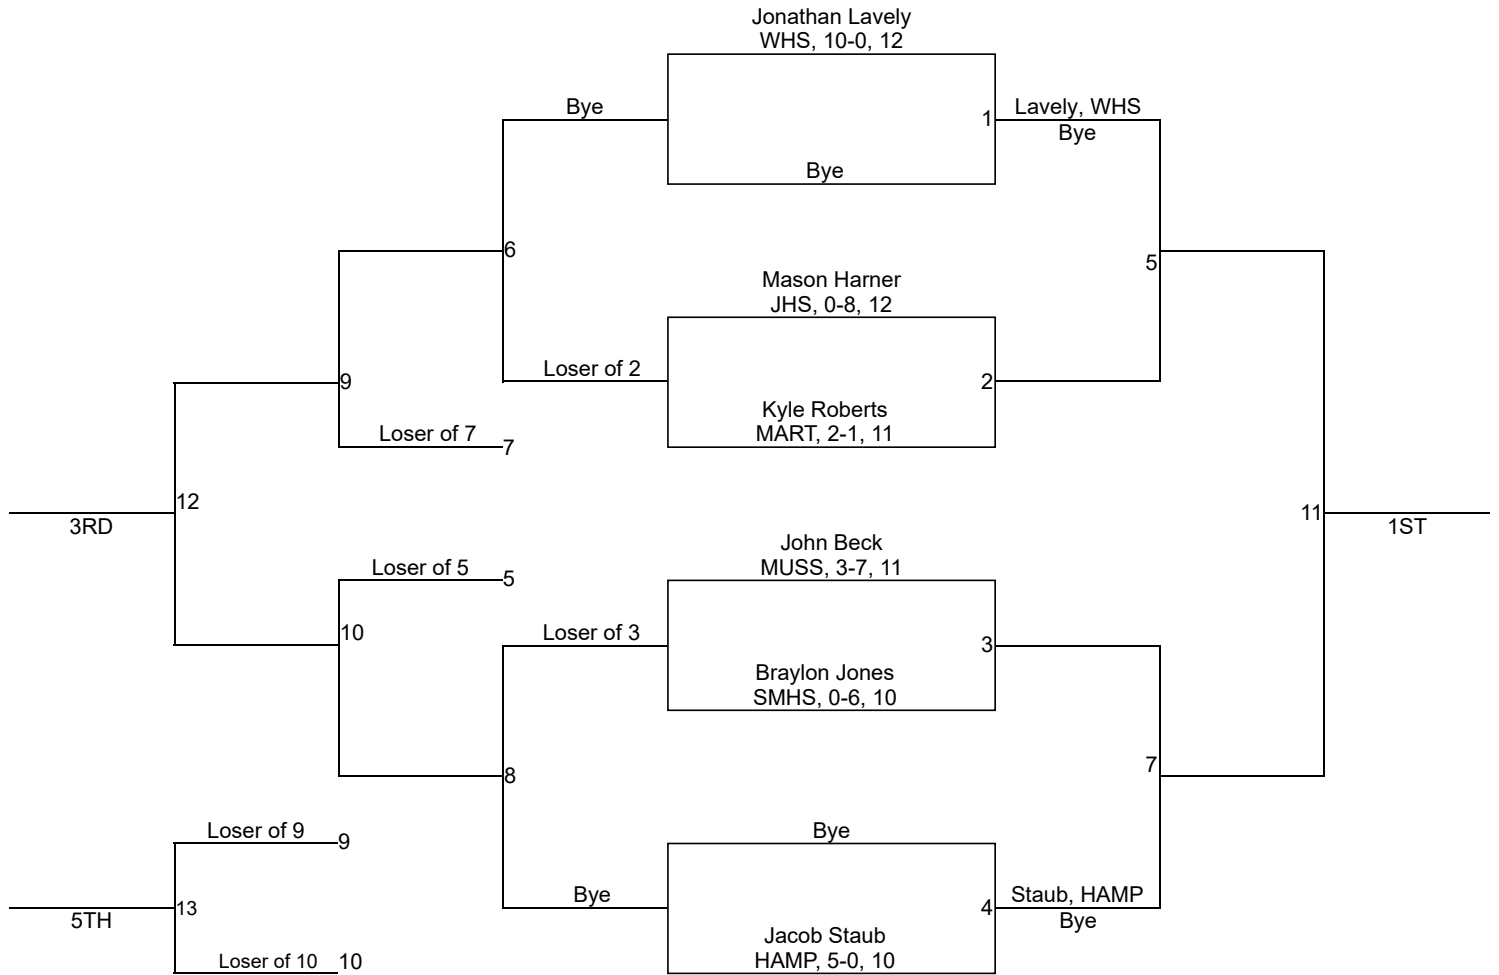 Jonathan Lavely
WHS, 10-0, 12
Bye
1
Lavely, WHS
Bye
Bye
6
5
Mason Harner
JHS, 0-8, 12
Loser of 2
2
9
Kyle Roberts
MART, 2-1, 11
Loser of 7
7
12
3RD
11
1ST
John Beck
MUSS, 3-7, 11
Loser of 5
5
10
Loser of 3
3
Braylon Jones
SMHS, 0-6, 10
8
7
Loser of 9
9
Bye
Bye
4
Staub, HAMP
Bye
13
5TH
Jacob Staub
HAMP, 5-0, 10
Loser of 10
10